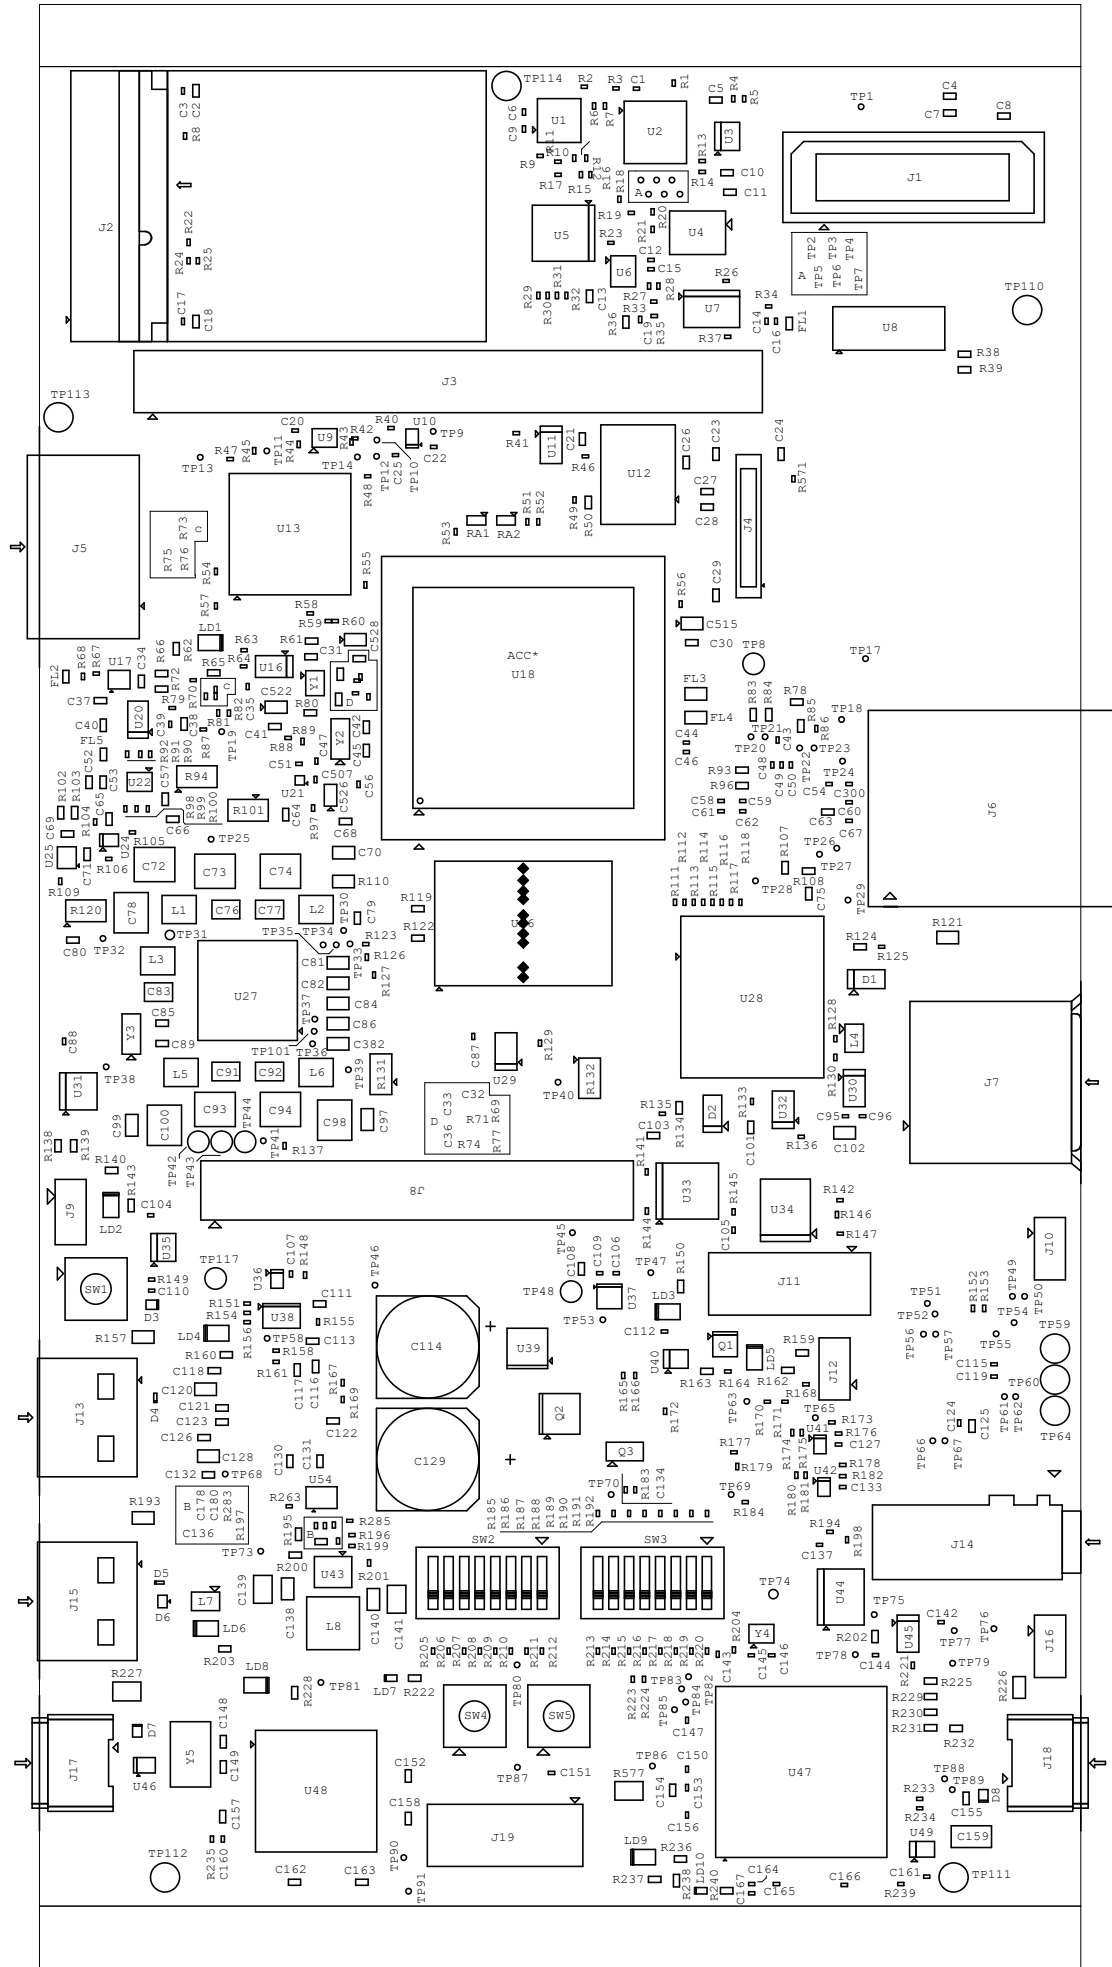 TP114
R2
R3 C1
R1
C5
R4
R5
TP1
C4
C7
C8
C3
C2
R8
C6
C9
U1
R6
R7
U2
R13
U3
J1
R11
R10
R9
R12
R17
R15
R16
R18
R14
C10
C11
A
J2
R22
R24
R25
U5
R19
R20
R21
U4
R23
C12
U6
C15
TP2
TP3
TP4
A
TP5
TP6
TP7
R31
R29
R30
R32
C13
R27
R28
R26
C17
C18
R33
R36
C19
R35
U7
R34
C14
C16
FL1
U8
TP110
R37
R38
R39
J3
TP113
C20
U9
R43
R42
R40
U10
TP9
C22
R47
R45
TP11
R44
TP13
TP14
TP12
C25
TP10
R48
R41
U11
C21
R46
U12
C26
C23
C24
R571
C27
C28
J4
J5
R73
C
R75
R76
U13
R53
RA1
RA2
R51
R52
R49
R50
R54
R55
R57
R56
C29
R58
R59
R60
C515
LD1
R63
R61
C528
C30
ACC*
U18
TP8
TP17
FL2
R68
R67
U17
C34
R66
R62
R72
R65
R64
U16
C31
Y1
D
R70
C
R82
C35
C522
FL3
R83
R84
R78
C37
R79
R80
FL4
R85
R86
TP18
C40
U20
C39
C38
R81
R87
TP19
C41
R89
R88
C47
Y2
C42
C45
C44
C46
TP21
TP20
C43
TP23
FL5
R92
R91
R90
C52
C53
U22
C57
R94
C51
U21
C507
C526
C56
R93
R96
C48
C49
C50
TP22
C54
TP24
C300
J6
R102
R103
R104
C65
R98
R99
R100
R101
C64
R97
C58
C59
C61
C62
C60
C63
C67
C69
C66
C68
U24
R105
TP25
U25
C71
R106
C72
C73
C74
C70
R110
R109
R112
R114
R116
R118
R111
R113
R115
R117
R107
TP26
TP27
R108
TP28
C75
TP29
R120
C78
L1
C76
C77
L2
TP30
C79
R119
R122
TP31
TP35
TP34
C80
TP32
R123
R121
R124
R125
L3
C81
TP33
R126
R127
U27
C82
U28
D1
C83
TP37
C84
C85
C86
R128
C88
Y3
C89
TP101
TP36
C382
C87
U29
R129
L4
J7
TP38
U31
L5
C91
C92
L6
TP39
R131
TP40
R132
R130
U30
C99
C100
C93
TP44
C94
C98
C97
C32
C33
R69
D
R71
C36
R74
R77
R135
D2
R133
U32
C95
C96
C103
R134
C101
R136
C102
R138
R139
TP42
TP43
TP41
R137
R140
R143
R141
J8
J9
LD2
C104
U33
R145
U34
R142
R146
R147
R144
C105
U35
TP45
J10
SW1
R149
C110
D3
TP117
U36
C107
R148
TP46
C108
C109
C106
TP47
R150
TP48
U37
J11
TP51
TP49
R152
R153
TP50
R151
R154
U38
C111
R155
LD3
TP53
TP52
TP54
R157
LD4
R156
TP58
R158
C113
C114
U39
C112
Q1
LD5
R159
TP56
TP57
TP55
TP59
R160
C118
R161
C117
C116
R167
U40
R163
R164
R162
J12
C115
C119
TP60
R165
R166
R168
C120
R169
C121
D4
J13
C123
C122
Q2
R172
TP63
R170
R171
TP65
R173
C124
C125
TP61
TP62
C126
C129
Q3
R177
R174
R175
U41
R176
C127
TP66
TP67
TP64
C128
C130
C131
R179
R178
C132
TP68
U54
TP70
R183
C134
TP69
R180
R181
U42
R182
C133
R193
B
C178
C180
R283
R197
C136
R263
R195
B
R285
R196
R199
R185
R186
R187
R188
R189
R190
R191
R192
R184
R194
R198
C137
J14
TP73
R200
SW2
SW3
J15
D5
D6
L7
C139
C138
U43
R201
L8
C140
C141
TP74
U44
TP75
LD6
R203
R204
Y4
R202
U45
C142
TP77
TP76
J16
R205
R206
R207
R208
R209
R210
R211
R212
R213
R214
R215
R216
R217
R218
R219
R220
C143
C145
C146
TP78
C144
R221
TP79
R227
LD8
R228
TP81
LD7
R222
TP80
R223
R224
TP83
TP84
TP85
TP82
R225
R229
R230
R231
R226
R232
J17
D7
U46
Y5
C148
C149
U48
SW4
SW5
C147
U47
C152
TP87
C151
TP86
C150
J18
TP88
TP89
C158
R577
C154
C153
C156
R233
R234
C155
D8
C157
R235
C160
J19
LD9
R236
U49
C159
TP112
TP90
R237
R238
LD10
R240
C164
C167
C165
C166
C161
R239
TP111
C162
C163
TP91